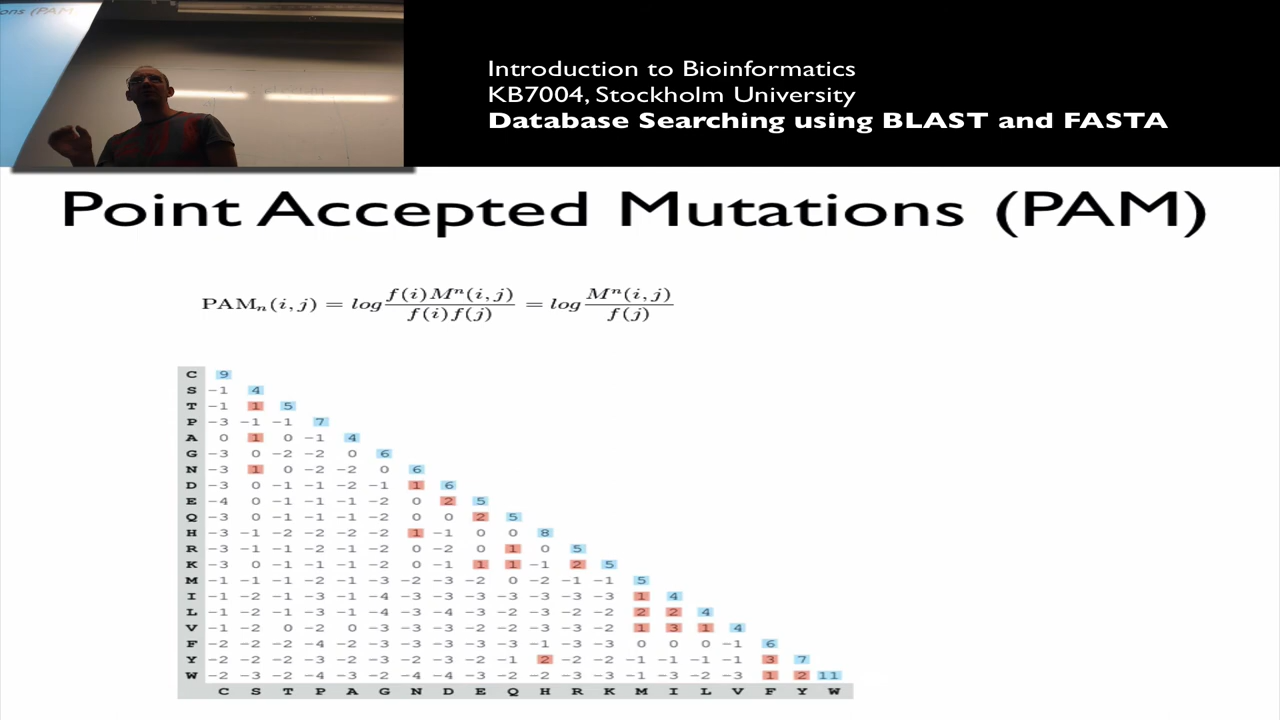 ons (PAM
Introduction to Bioinformatics
KB7004, Stockholm University
Database Searching using BLAST and FASTA
Point Accepted Mutations (PAM)
PAMₙ(i, j) = log f(i)Mⁿ(i,j) / f(i)f(j) = log Mⁿ(i,j) / f(j)
C 9
S −1 4
T −1 1 5
P −3 −1 −1 7
A 0 1 0 −1 4
G −3 0 −2 −2 0 6
N −3 1 0 −2 −2 0 6
D −3 0 −1 −1 −2 −1 1 6
E −4 0 −1 −1 −1 −2 0 2 5
Q −3 0 −1 −1 −1 −2 0 0 2 5
H −3 −1 −2 −2 −2 −2 1 −1 0 0 8
R −3 −1 −1 −2 −1 −2 0 −2 0 1 0 5
K −3 0 −1 −1 −1 −2 0 −1 1 1 −1 2 5
M −1 −1 −1 −2 −1 −3 −2 −3 −2 0 −2 −1 −1 5
I −1 −2 −1 −3 −1 −4 −3 −3 −3 −3 −3 −3 −3 1 4
L −1 −2 −1 −3 −1 −4 −3 −4 −3 −2 −3 −2 −2 2 2 4
V −1 −2 0 −2 0 −3 −3 −3 −2 −2 −3 −3 −2 1 3 1 4
F −2 −2 −2 −4 −2 −3 −3 −3 −3 −3 −1 −3 −3 0 0 0 −1 6
Y −2 −2 −2 −3 −2 −3 −2 −3 −2 −1 2 −2 −2 −1 −1 −1 −1 3 7
W −2 −3 −2 −4 −3 −2 −4 −4 −3 −2 −2 −3 −3 −1 −3 −2 −3 1 2 11
C S T P A G N D E Q H R K M I L V F Y W